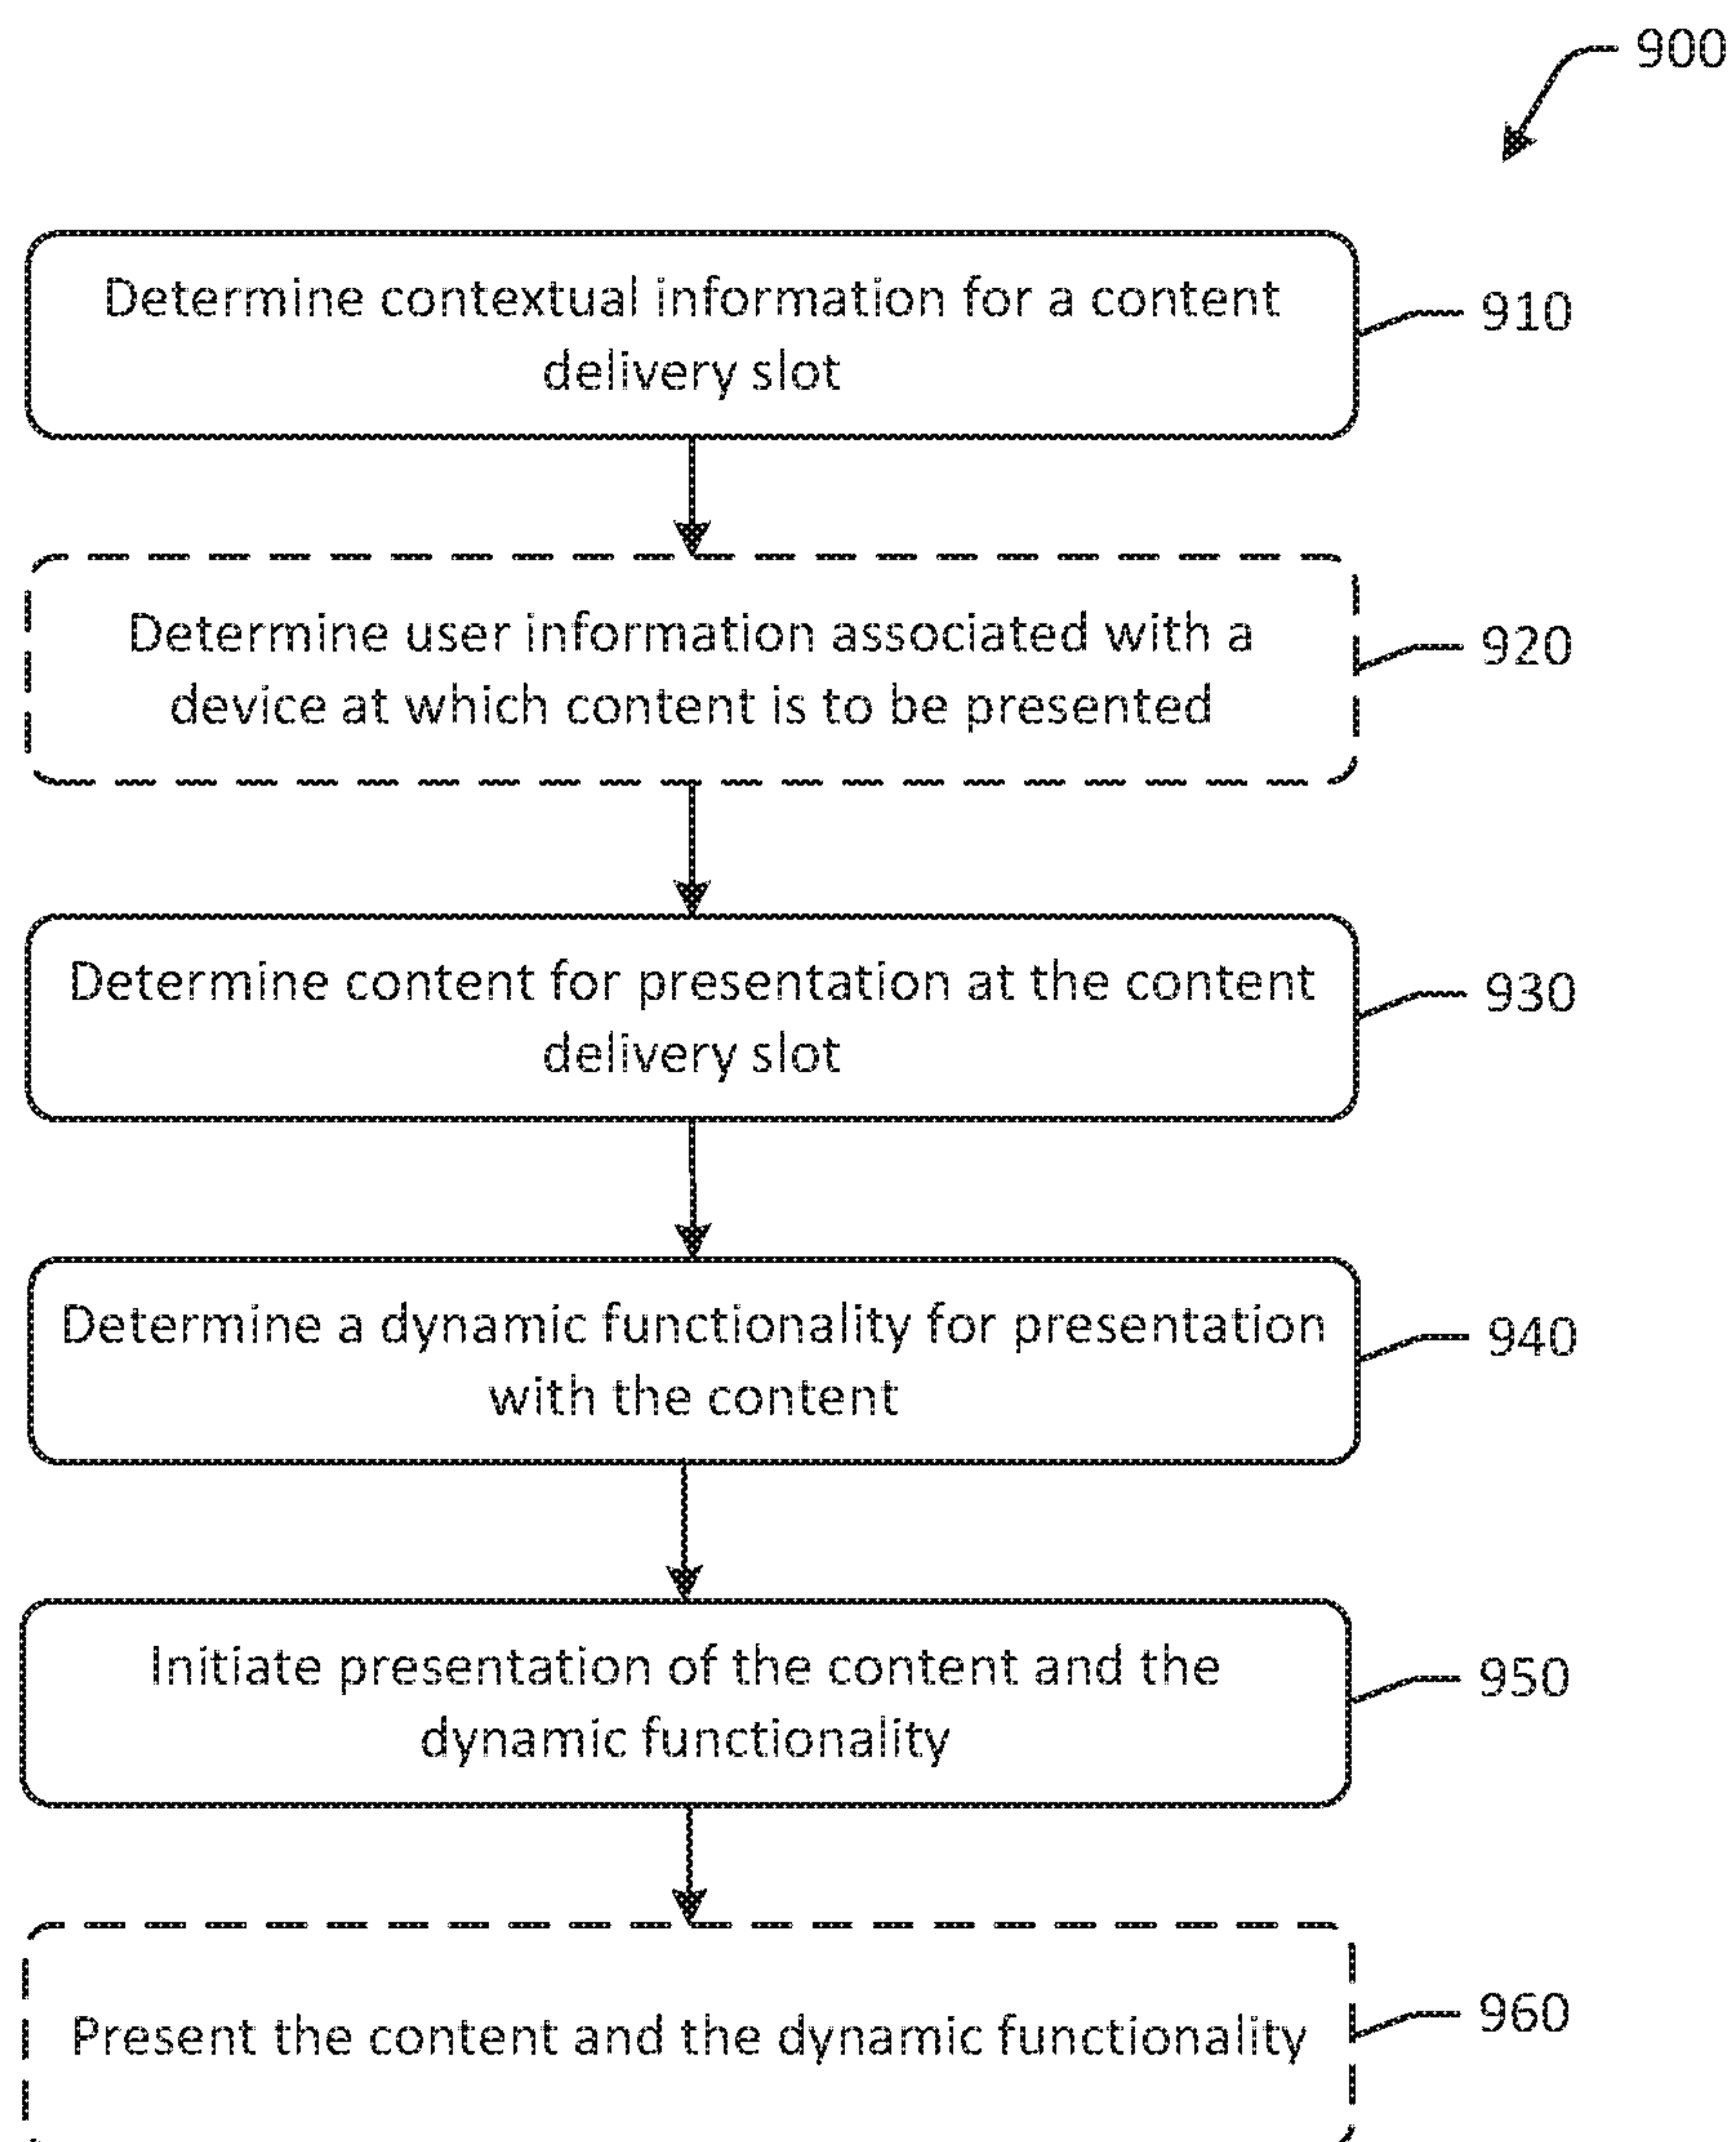 900
Determine contextual information for a content
delivery slot
910
Determine user information associated with a
device at which content is to be presented
920
Determine content for presentation at the content
delivery slot
930
Determine a dynamic functionality for presentation
with the content
940
Initiate presentation of the content and the
dynamic functionality
950
Present the content and the dynamic functionality
960